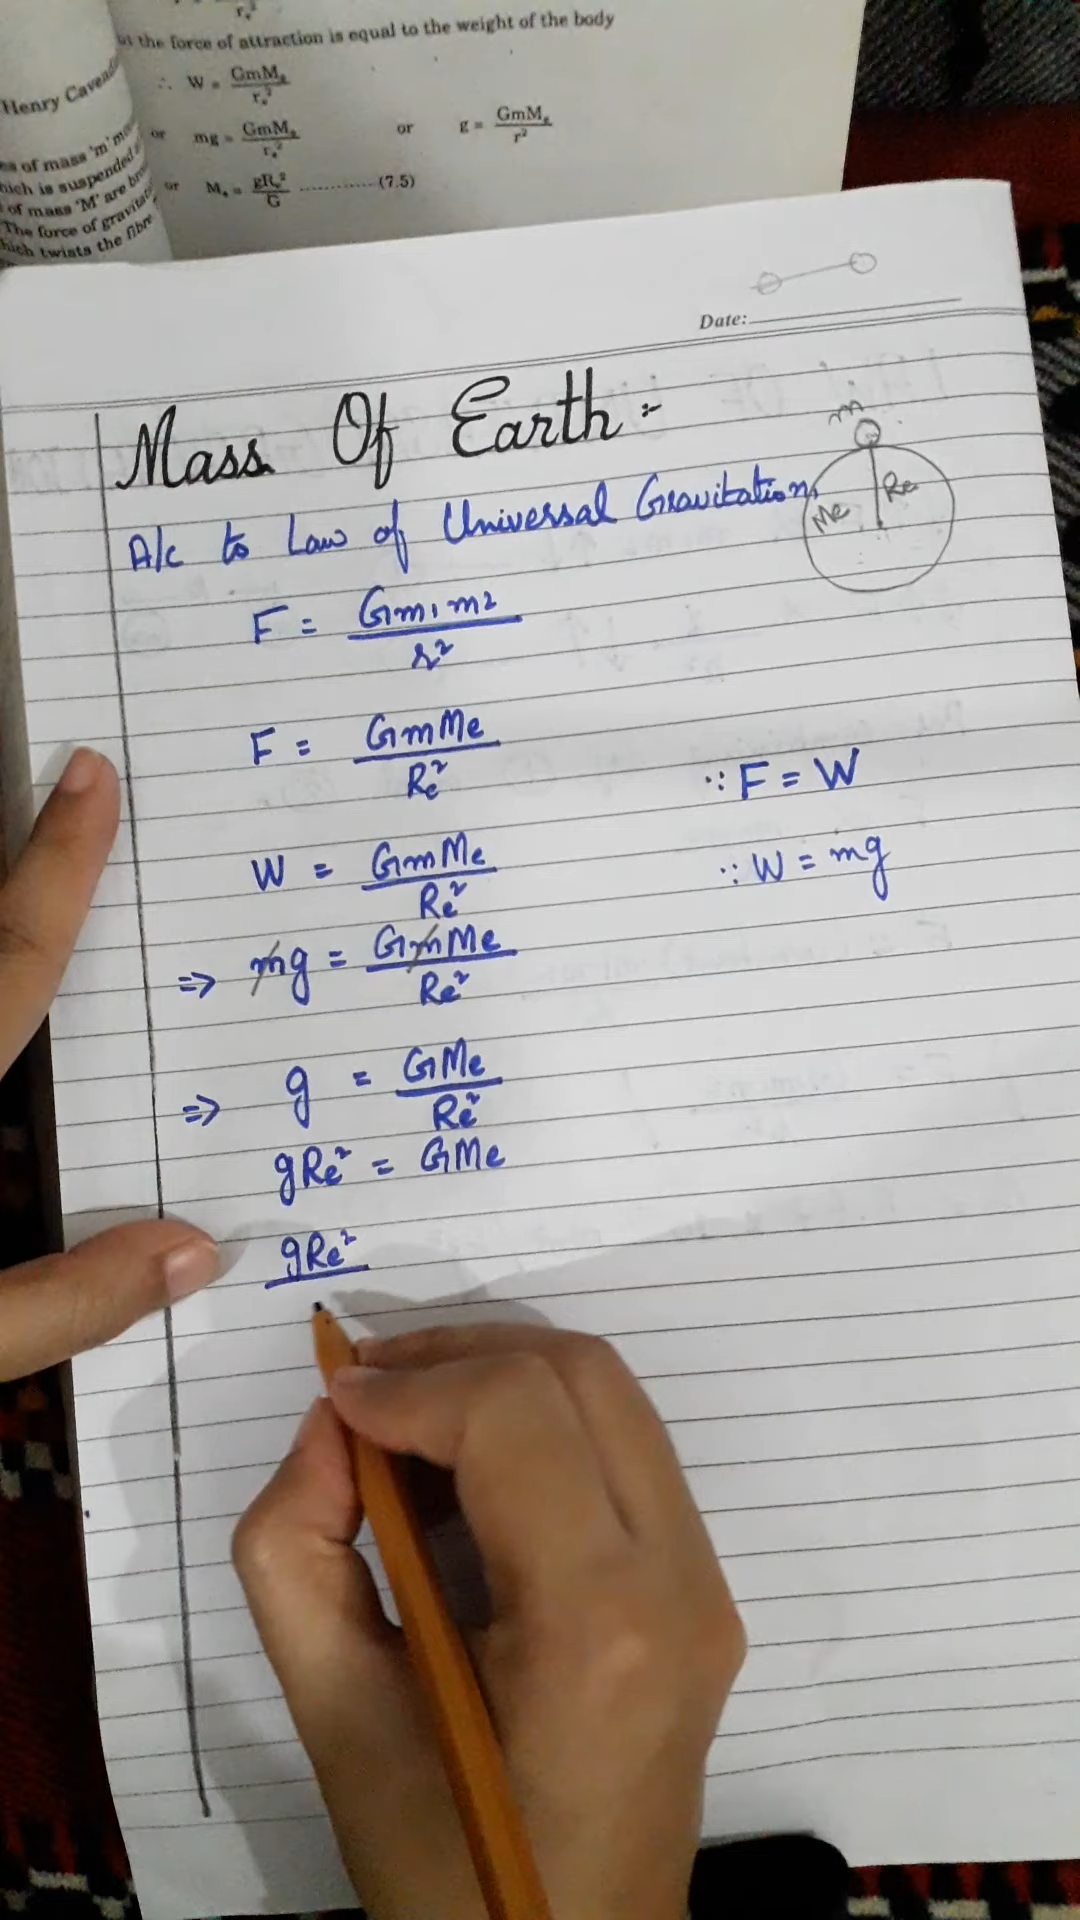 the force of attraction is equal to the weight of the body
∴ W = GmMₑ / rₑ²
or mg = GmMₑ / rₑ² or g = GmMₑ / r²
or Mₑ = gRₑ² / G ............(7.5)
Henry
of mass 'm'
which is suspended
of mass 'M' are
The force of
which twists the fibre
Date:
Mass Of Earth :-
m
Me
Re
A/c to Law of Universal Gravitation,
F = Gm₁m₂ / r²
F = GmMe / Re²
∵ F = W
W = GmMe / Re²
∵ W = mg
⇒ mg = GmMe / Re²
⇒ g = GMe / Re²
gRe² = GMe
gRe²